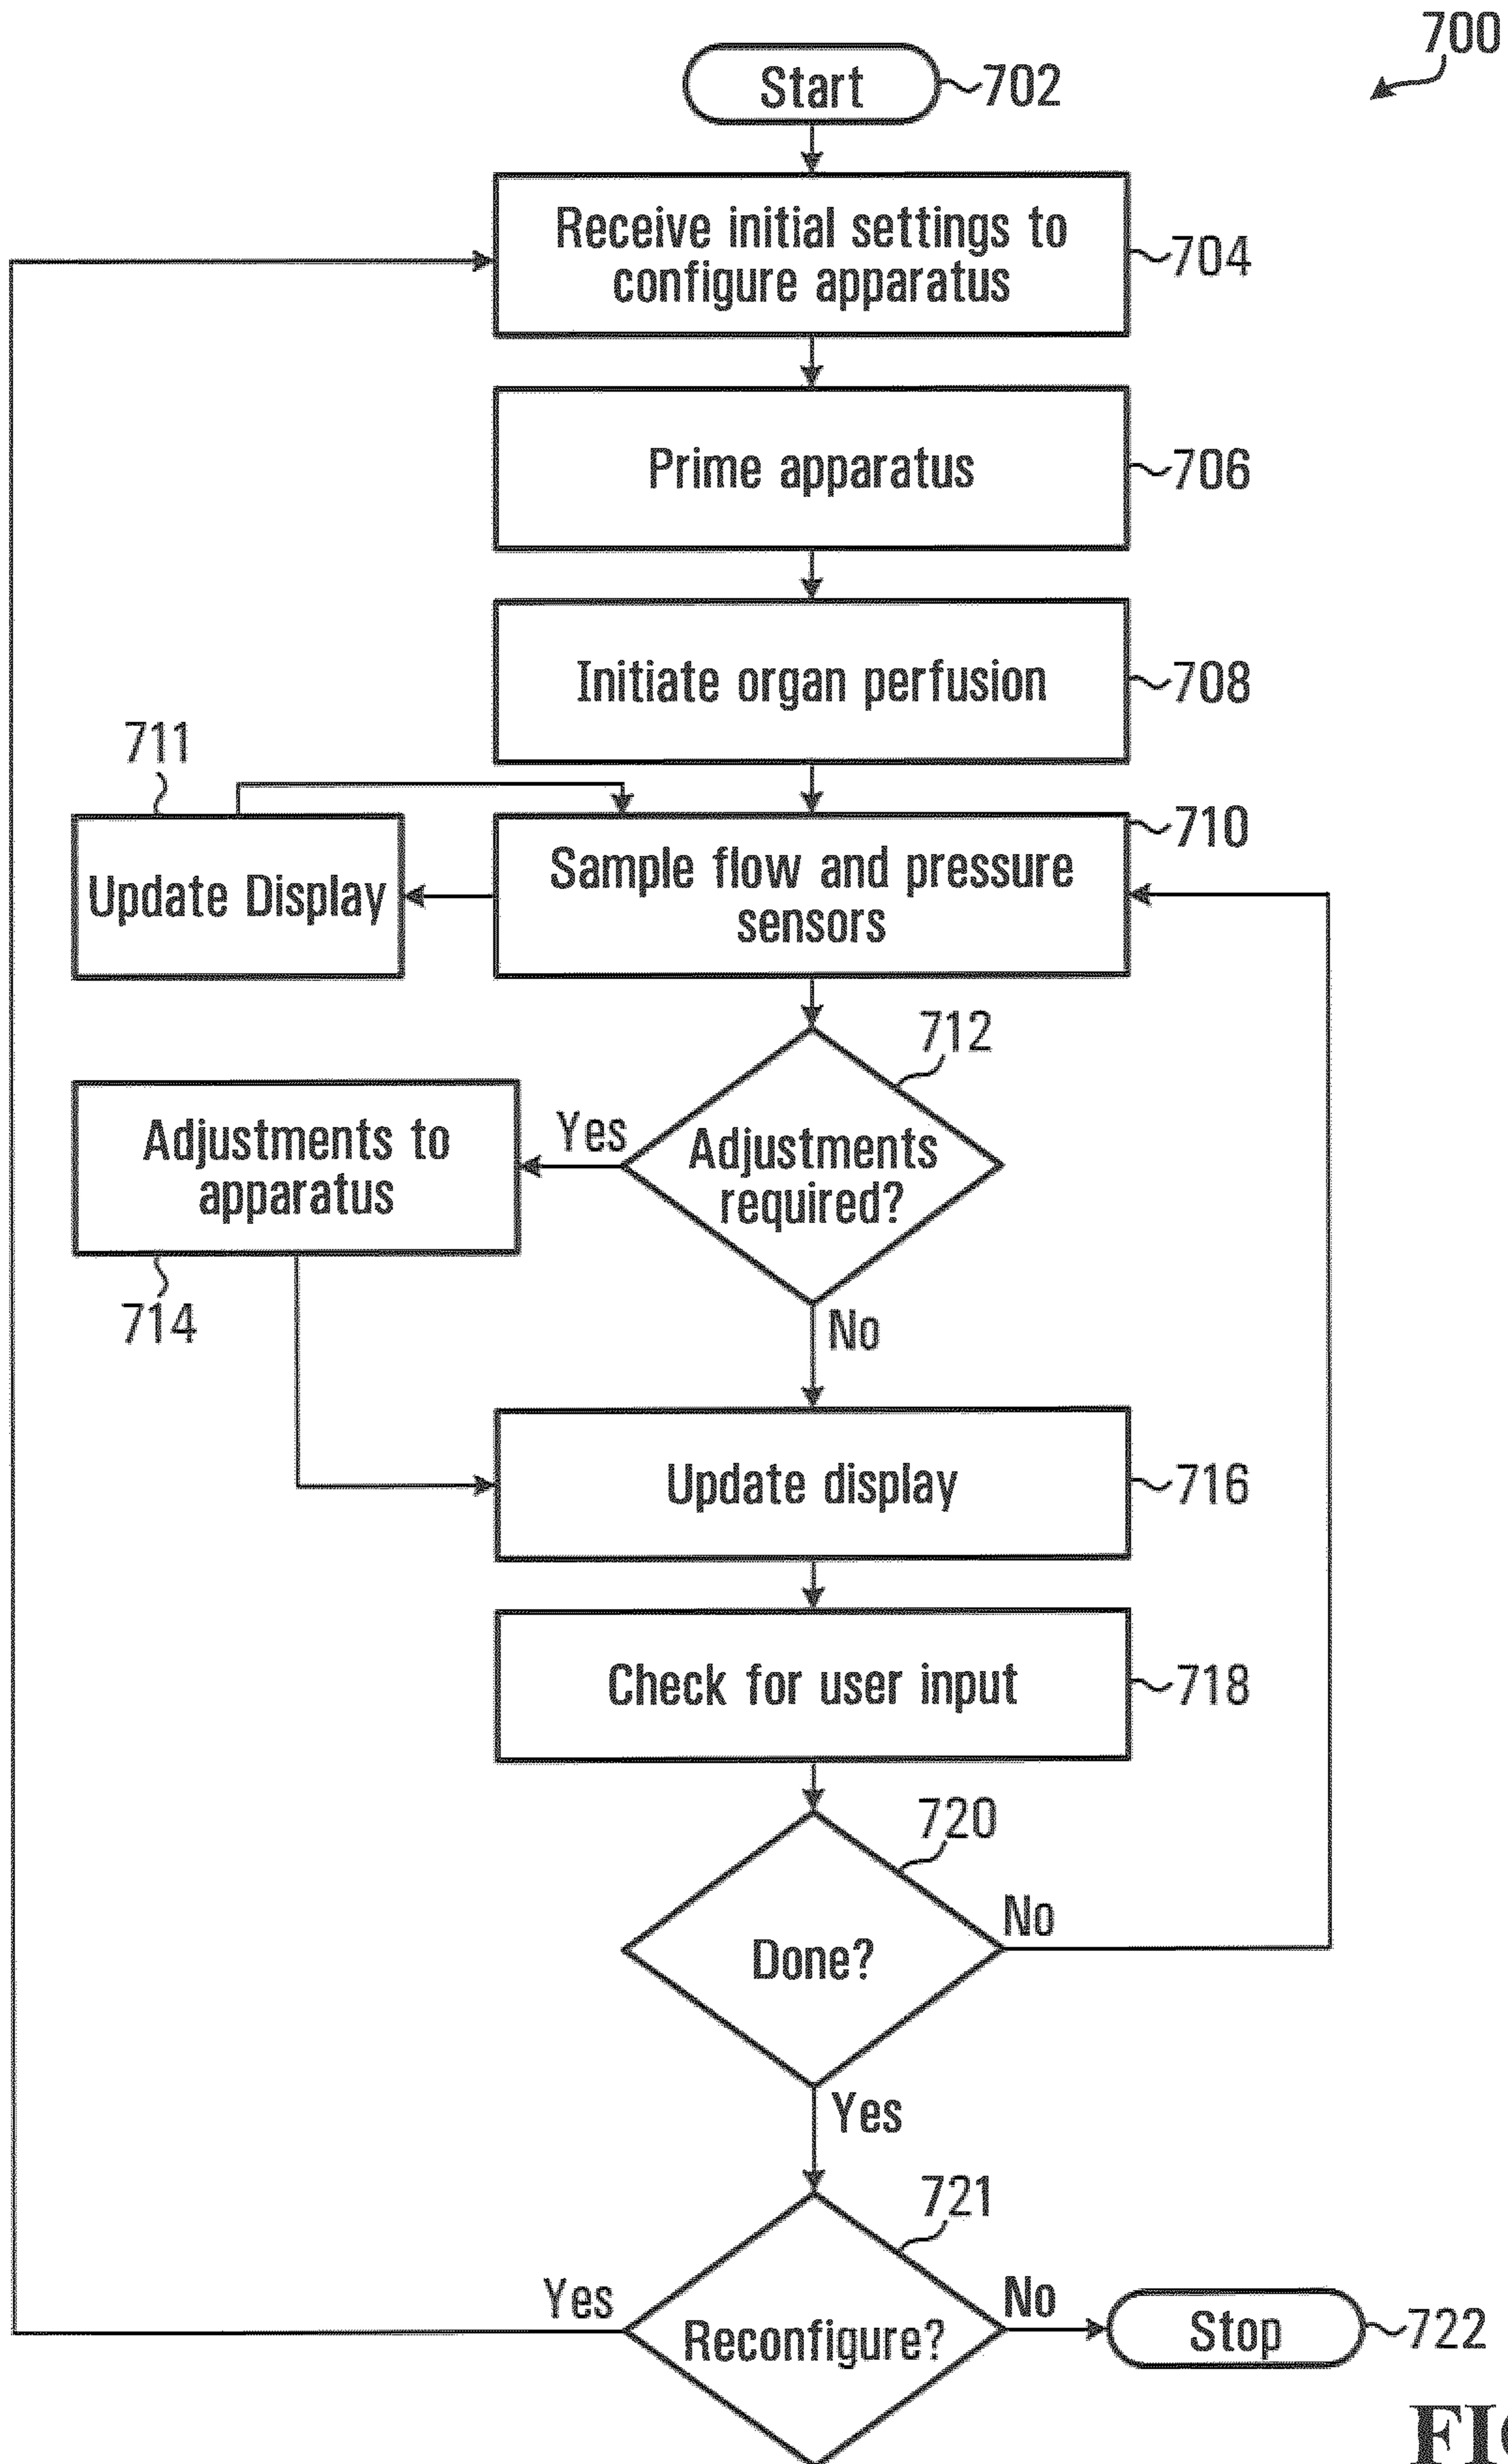 700
Start
702
Receive initial settings to
configure apparatus
704
Prime apparatus
706
Initiate organ perfusion
708
711
Update Display
Sample flow and pressure
sensors
710
712
Adjustments
required?
Yes
Adjustments to
apparatus
714
No
Update display
716
Check for user input
718
720
Done?
No
Yes
721
Reconfigure?
Yes
No
Stop
722